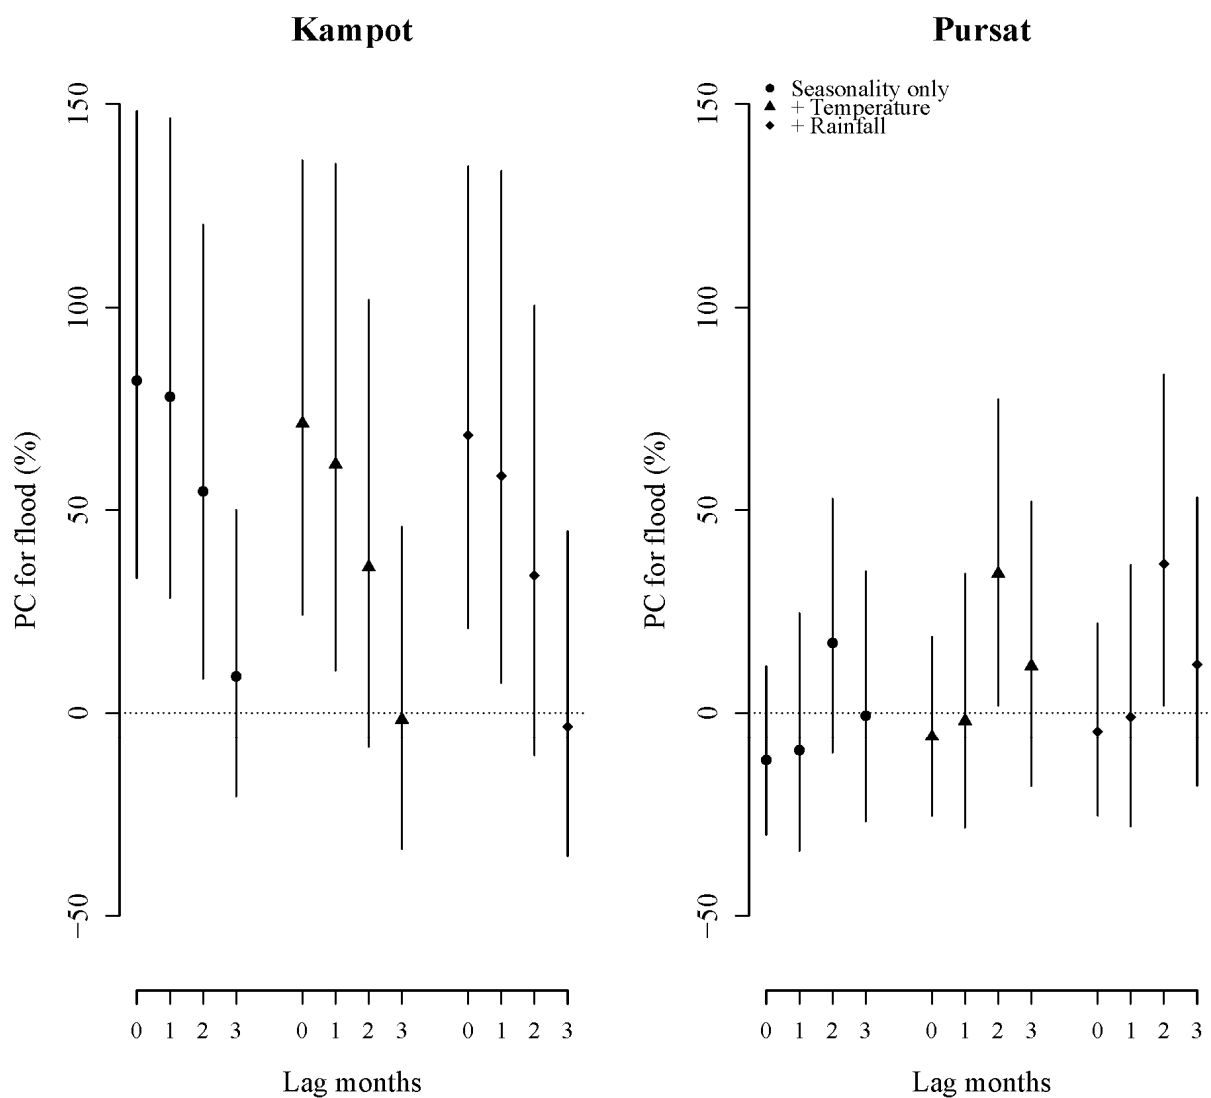 Kampot
PC for flood (%)
150
100
50
0
−50
0 1 2 3 0 1 2 3 0 1 2 3
Lag months
Pursat
Seasonality only
+ Temperature
+ Rainfall
PC for flood (%)
150
100
50
0
−50
0 1 2 3 0 1 2 3 0 1 2 3
Lag months